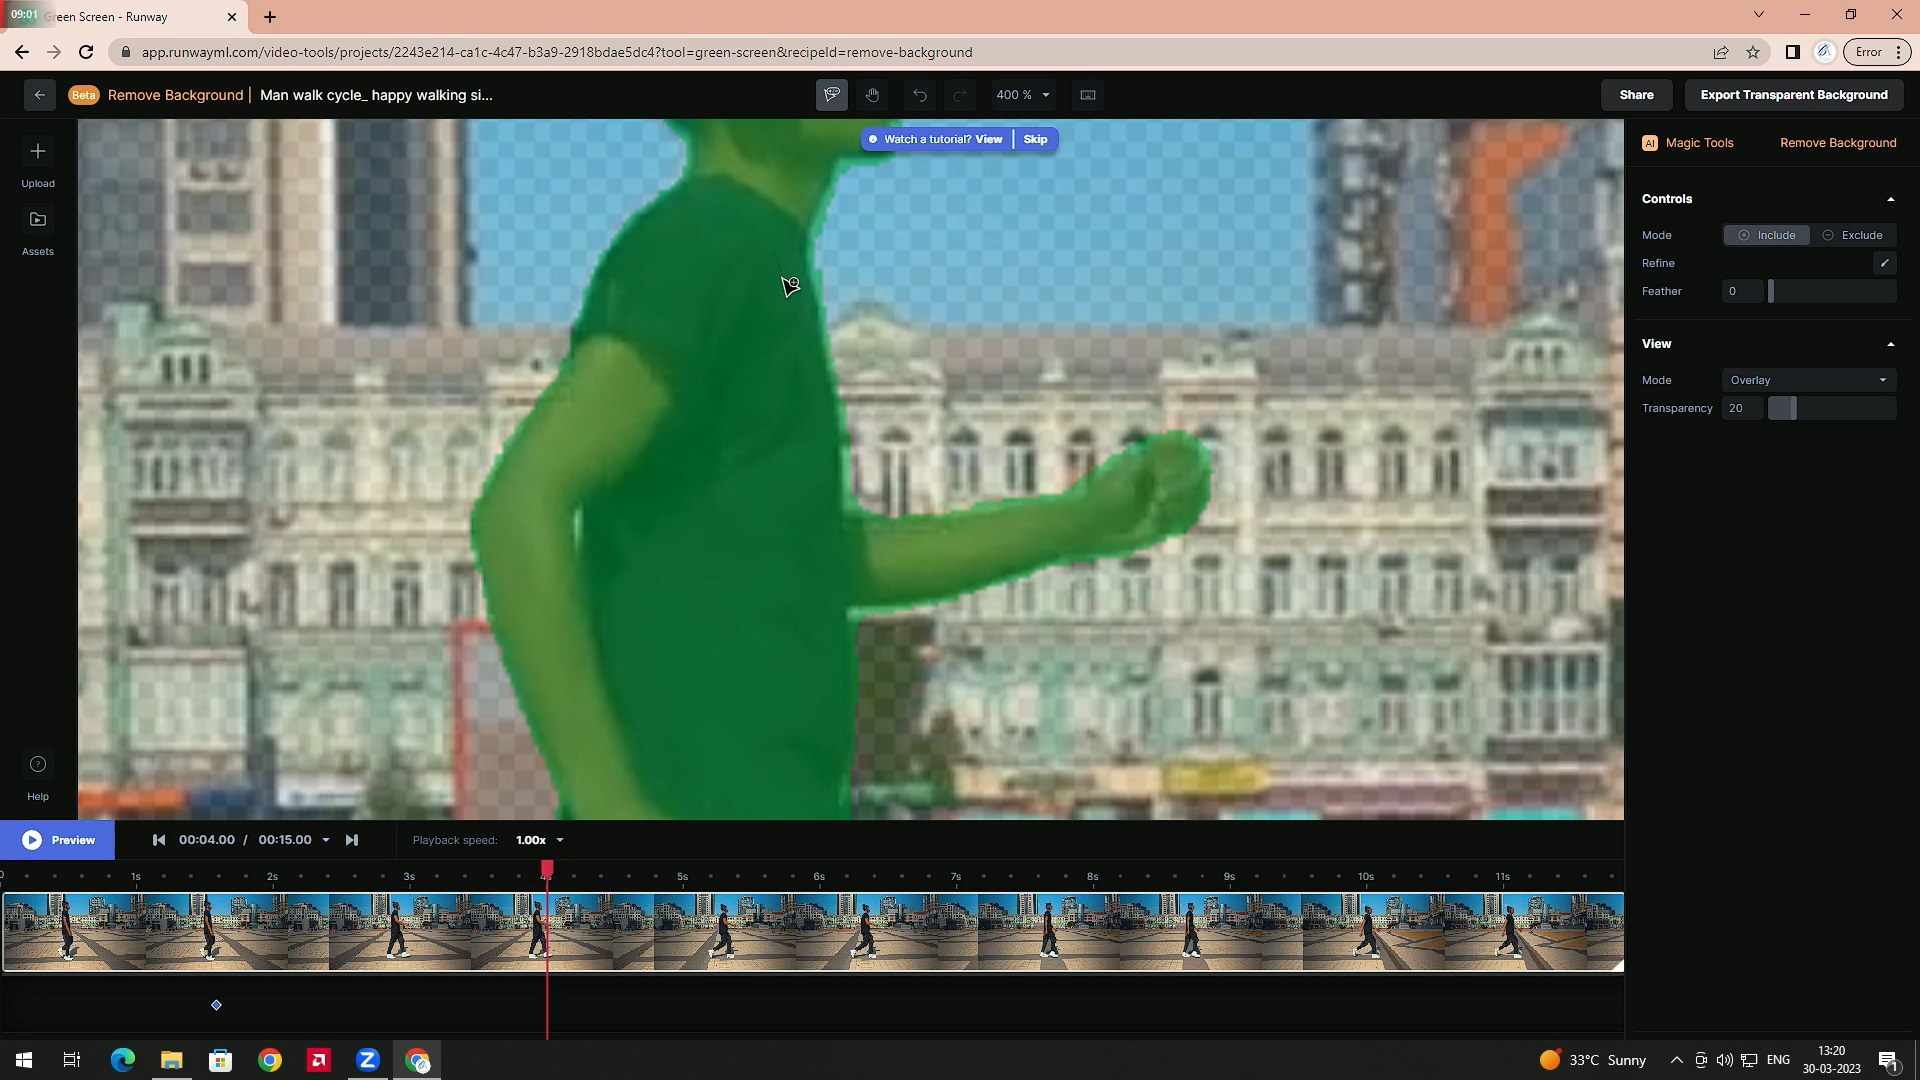 09:01
Green Screen - Runway
app.runwayml.com/video-tools/projects/2243e214-ca1c-4c47-b3a9-2918bdae5dc4?tool=green-screen&recipeId=remove-background
Error
Beta Remove Background | Man walk cycle_ happy walking si...
400 %
Share
Export Transparent Background
Watch a tutorial? View | Skip
Upload
Assets
Help
AI Magic Tools
Remove Background
Controls
Mode Include Exclude
Refine
Feather 0
View
Mode Overlay
Transparency 20
Preview
00:04.00 / 00:15.00
Playback speed: 1.00x
0 1s 2s 3s 4s 5s 6s 7s 8s 9s 10s 11s
33°C Sunny
ENG
13:20
30-03-2023
1